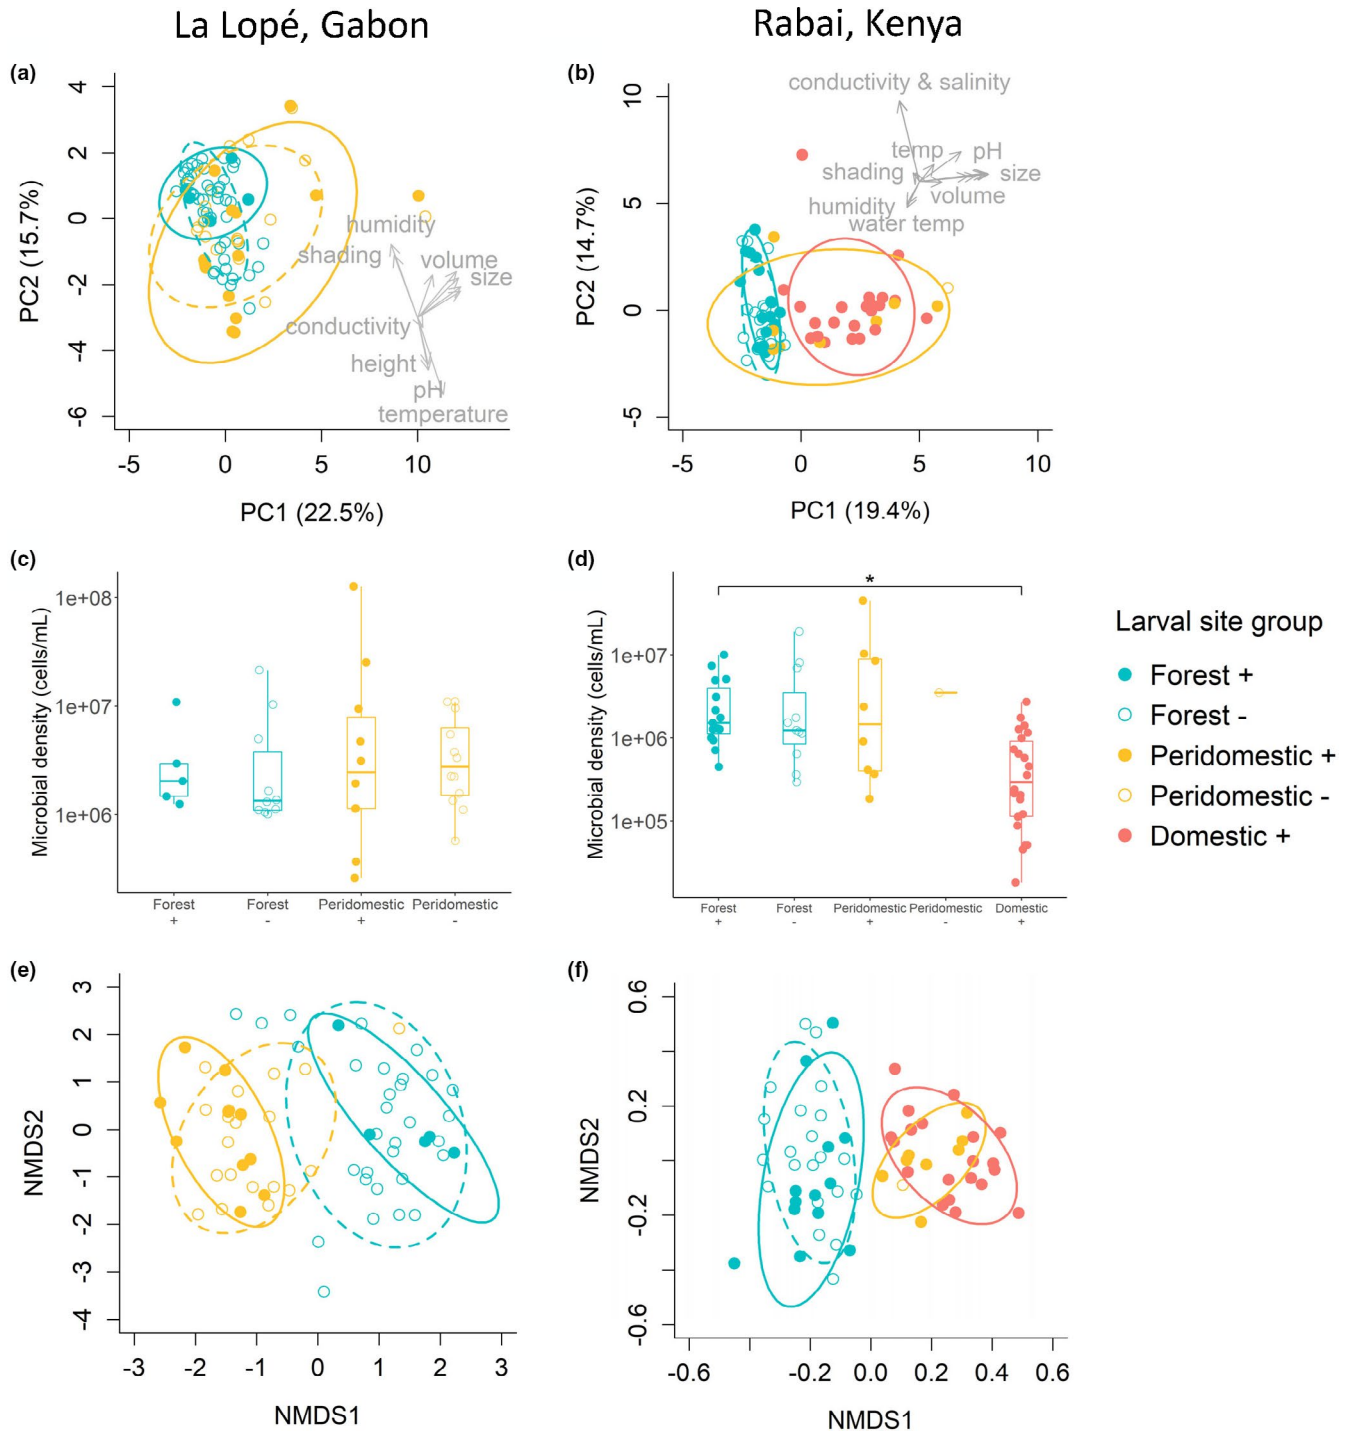 La Lopé, Gabon
Rabai, Kenya
(a)
4
2
0
-2
-4
-6
PC2 (15.7%)
humidity
shading
volume
size
conductivity
height
pH
temperature
-5 0 5 10
PC1 (22.5%)
(b)
10
5
0
-5
PC2 (14.7%)
conductivity & salinity
temp
pH
shading
size
volume
humidity
water temp
-5 0 5 10
PC1 (19.4%)
(c)
1e+08
1e+07
1e+06
Microbial density (cells/mL)
Forest Forest Peridomestic Peridomestic
+ - + -
(d)
*
1e+07
1e+06
1e+05
Microbial density (cells/mL)
Forest Forest Peridomestic Peridomestic Domestic
+ - + - +
Larval site group
Forest +
Forest -
Peridomestic +
Peridomestic -
Domestic +
(e)
3
2
1
0
-1
-2
-3
-4
NMDS2
-3 -2 -1 0 1 2 3
NMDS1
(f)
0.6
0.2
-0.2
-0.6
NMDS2
-0.6 -0.2 0.0 0.2 0.4 0.6
NMDS1